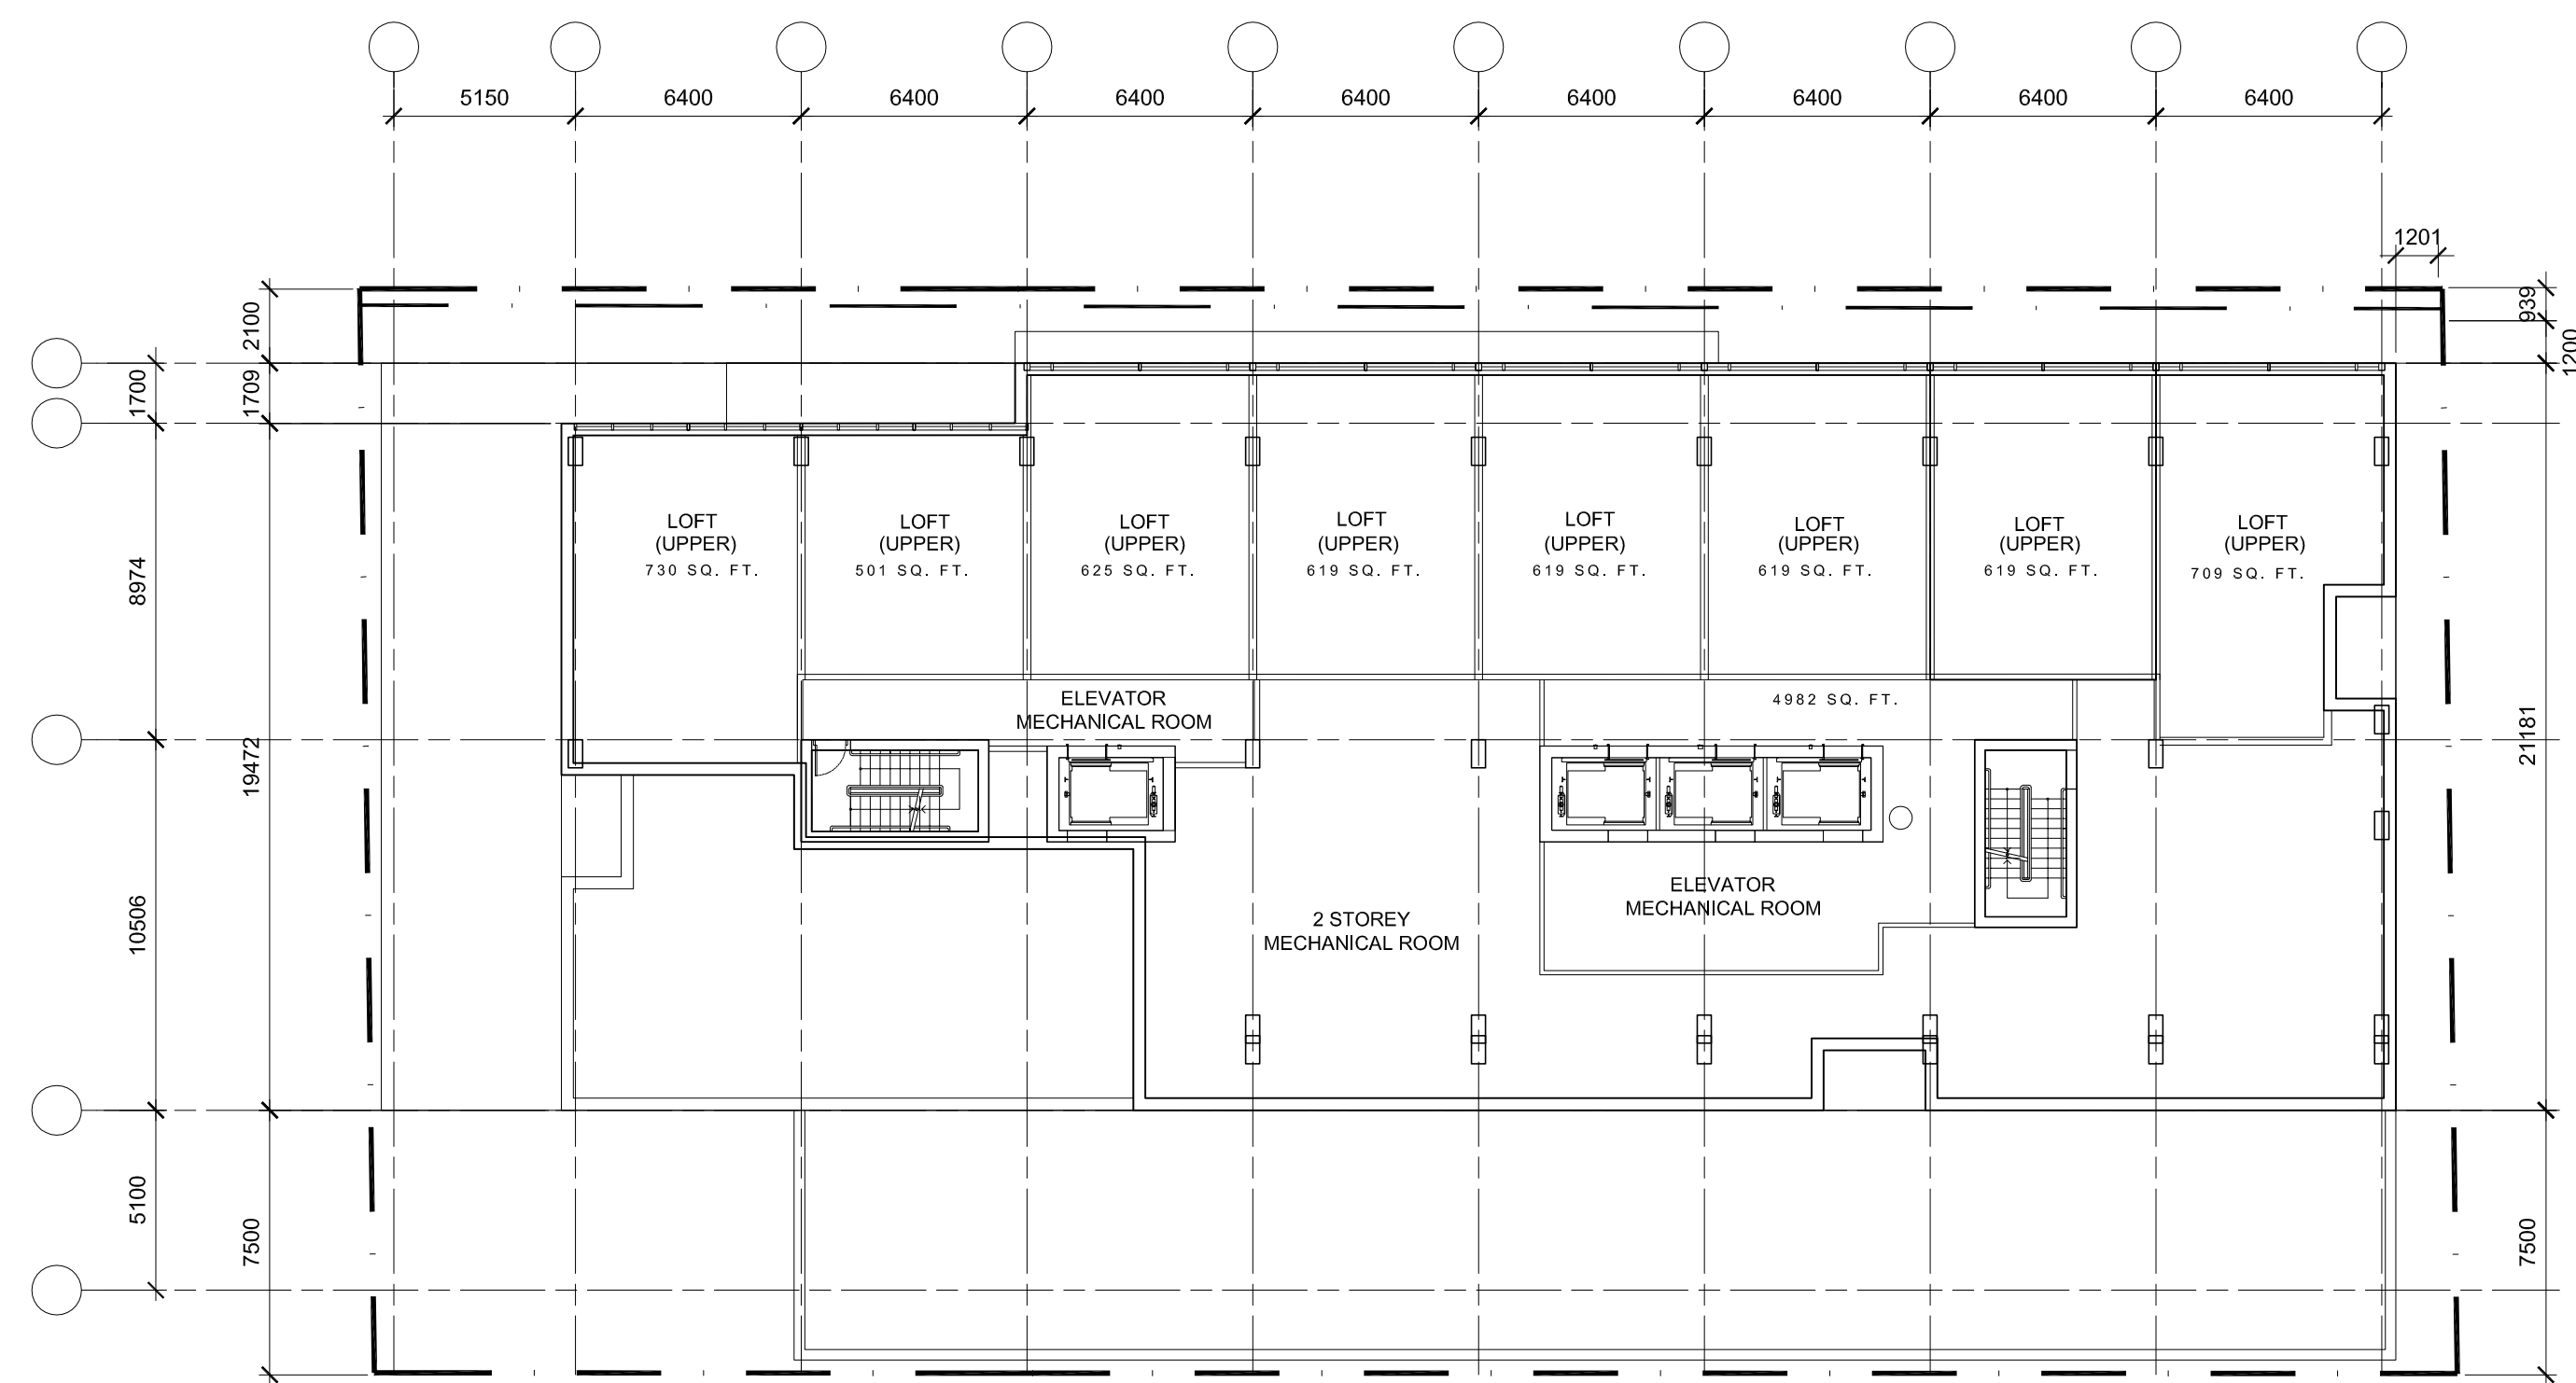 5150
6400
6400
6400
6400
6400
6400
6400
6400
1201
939
1200
2100
1700
1709
8974
19472
10506
5100
7500
21181
7500
LOFT
(UPPER)
730 SQ. FT.
LOFT
(UPPER)
501 SQ. FT.
LOFT
(UPPER)
625 SQ. FT.
LOFT
(UPPER)
619 SQ. FT.
LOFT
(UPPER)
619 SQ. FT.
LOFT
(UPPER)
619 SQ. FT.
LOFT
(UPPER)
619 SQ. FT.
LOFT
(UPPER)
709 SQ. FT.
ELEVATOR
MECHANICAL ROOM
4982 SQ. FT.
2 STOREY
MECHANICAL ROOM
ELEVATOR
MECHANICAL ROOM